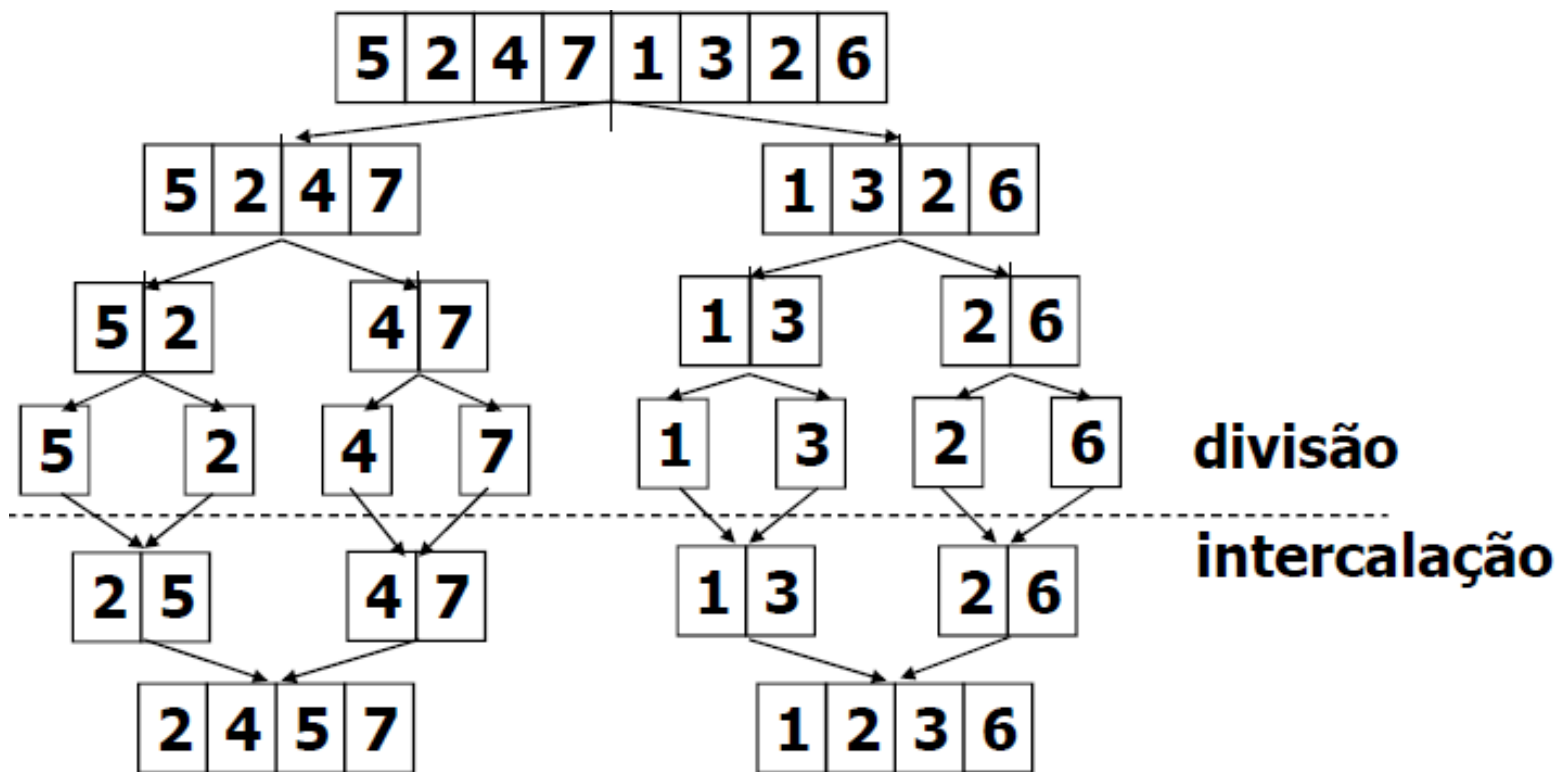 5 2 4 7 1 3 2 6
5 2 4 7 1 3 2 6
5 2 4 7 1 3 2 6
5 2 4 7 1 3 2 6 divisão
intercalação
2 5 4 7 1 3 2 6
2 4 5 7 1 2 3 6